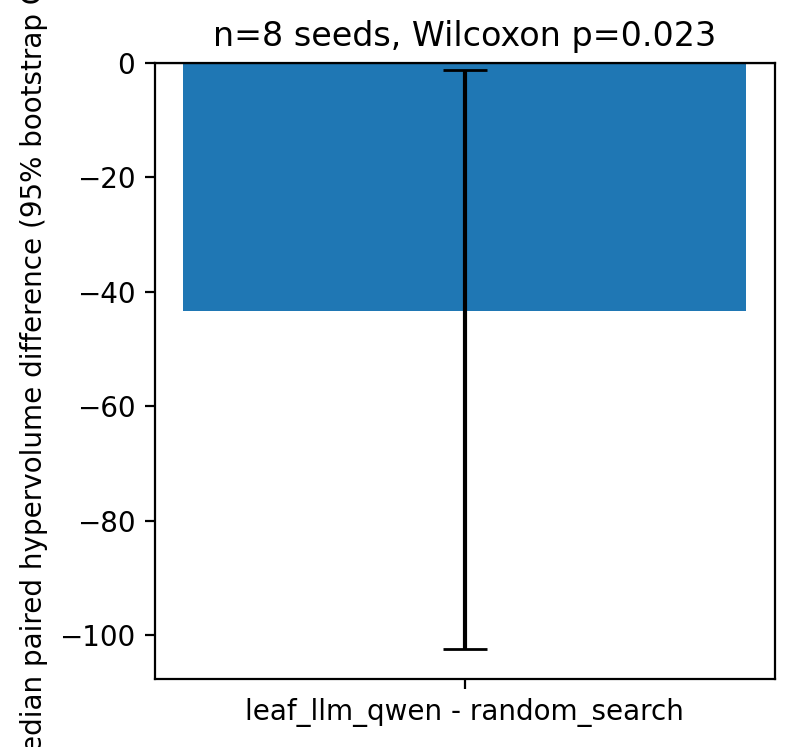 n=8 seeds, Wilcoxon p=0.023
edian paired hypervolume difference (95% bootstrap
0
−20
−40
−60
−80
−100
leaf_llm_qwen - random_search